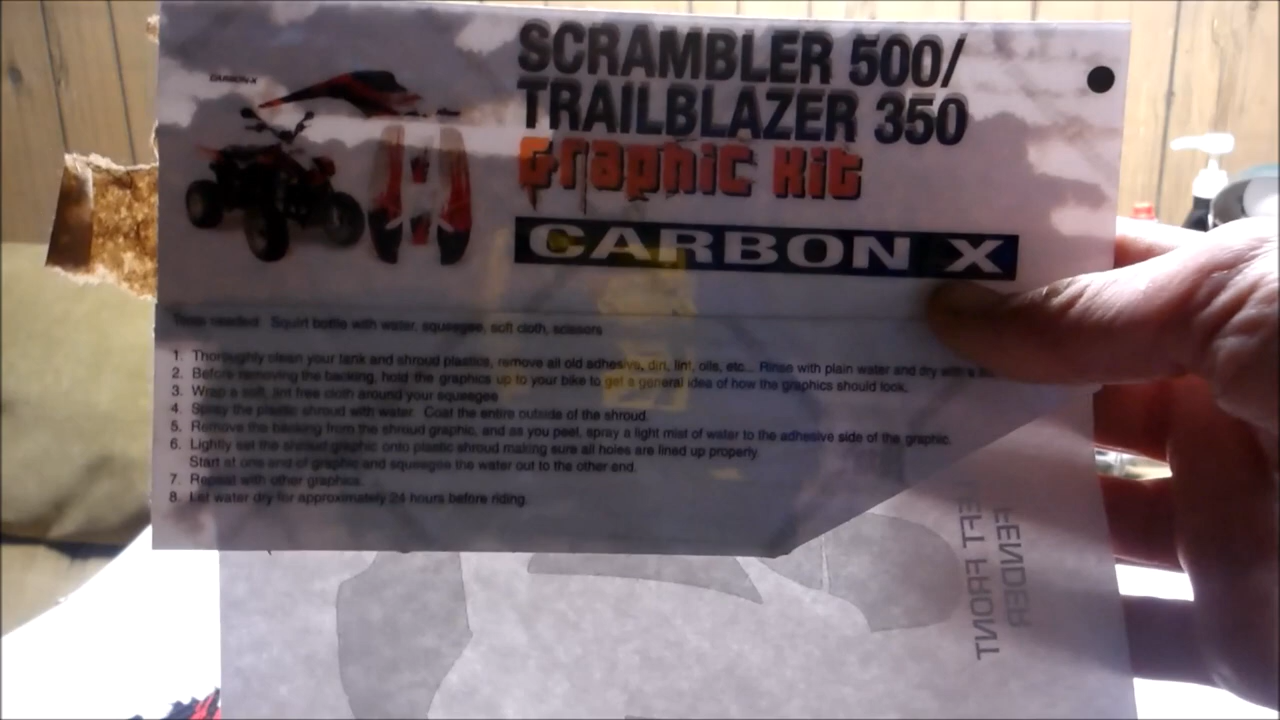 CARBON-X
SCRAMBLER 500/
TRAILBLAZER 350
Graphic Kit
CARBON X
needed: Squirt bottle with water, squeegee, soft cloth, scissors
1. Thoroughly clean your tank and shroud plastics, remove all old adhesive, dirt, lint, oils, etc... Rinse with plain water and dry with a
2. Before removing the backing, hold the graphics up to your bike to get a general idea of how the graphics should look.
3. Wrap a soft, lint free cloth around your squeegee
4. Spray the plastic shroud with water. Coat the entire outside of the shroud.
5. Remove the backing from the shroud graphic, and as you peel, spray a light mist of water to the adhesive side of the graphic.
6. Lightly set the shroud graphic onto plastic shroud making sure all holes are lined up properly.
Start at one end of graphic and squeegee the water out to the other end.
7. Repeat with other graphics.
8. Let water dry for approximately 24 hours before riding.
FRONT
FENDER